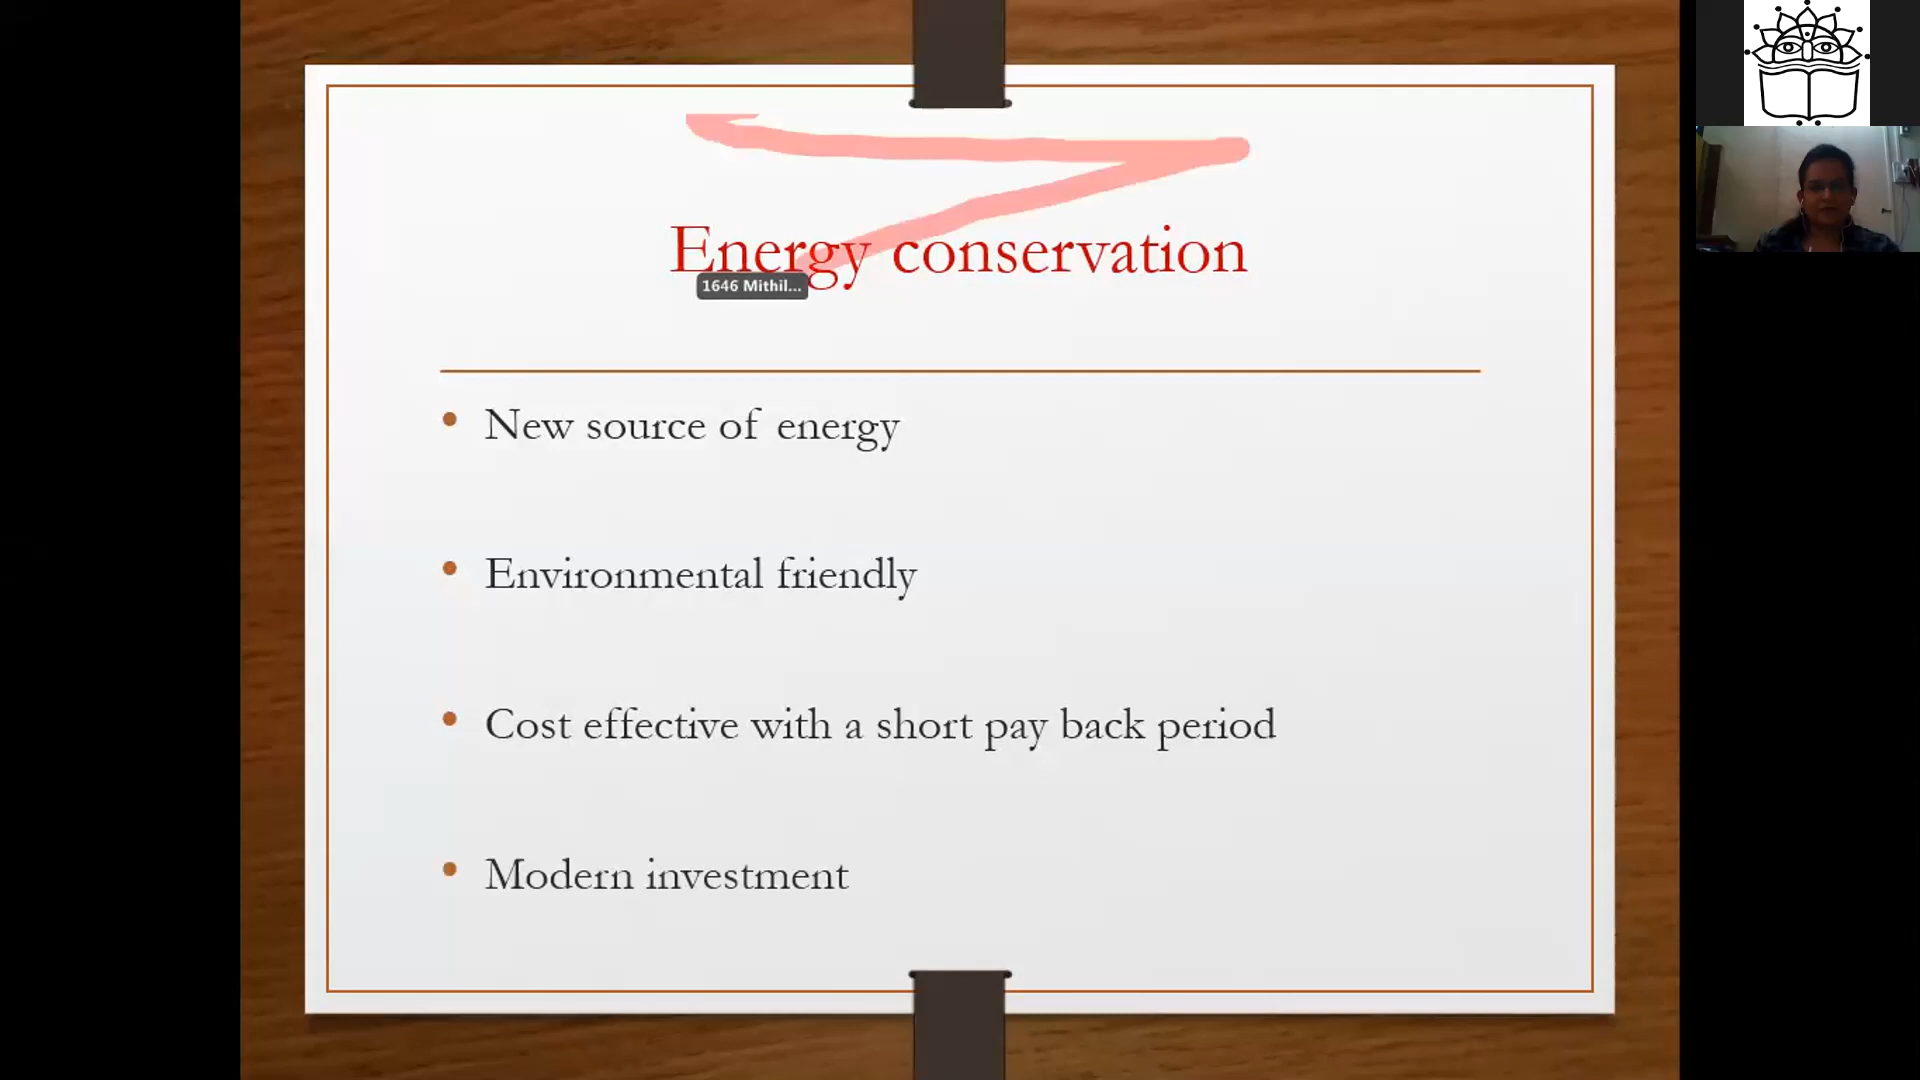 Energy conservation
1646 Mithil...
• New source of energy
• Environmental friendly
• Cost effective with a short pay back period
• Modern investment